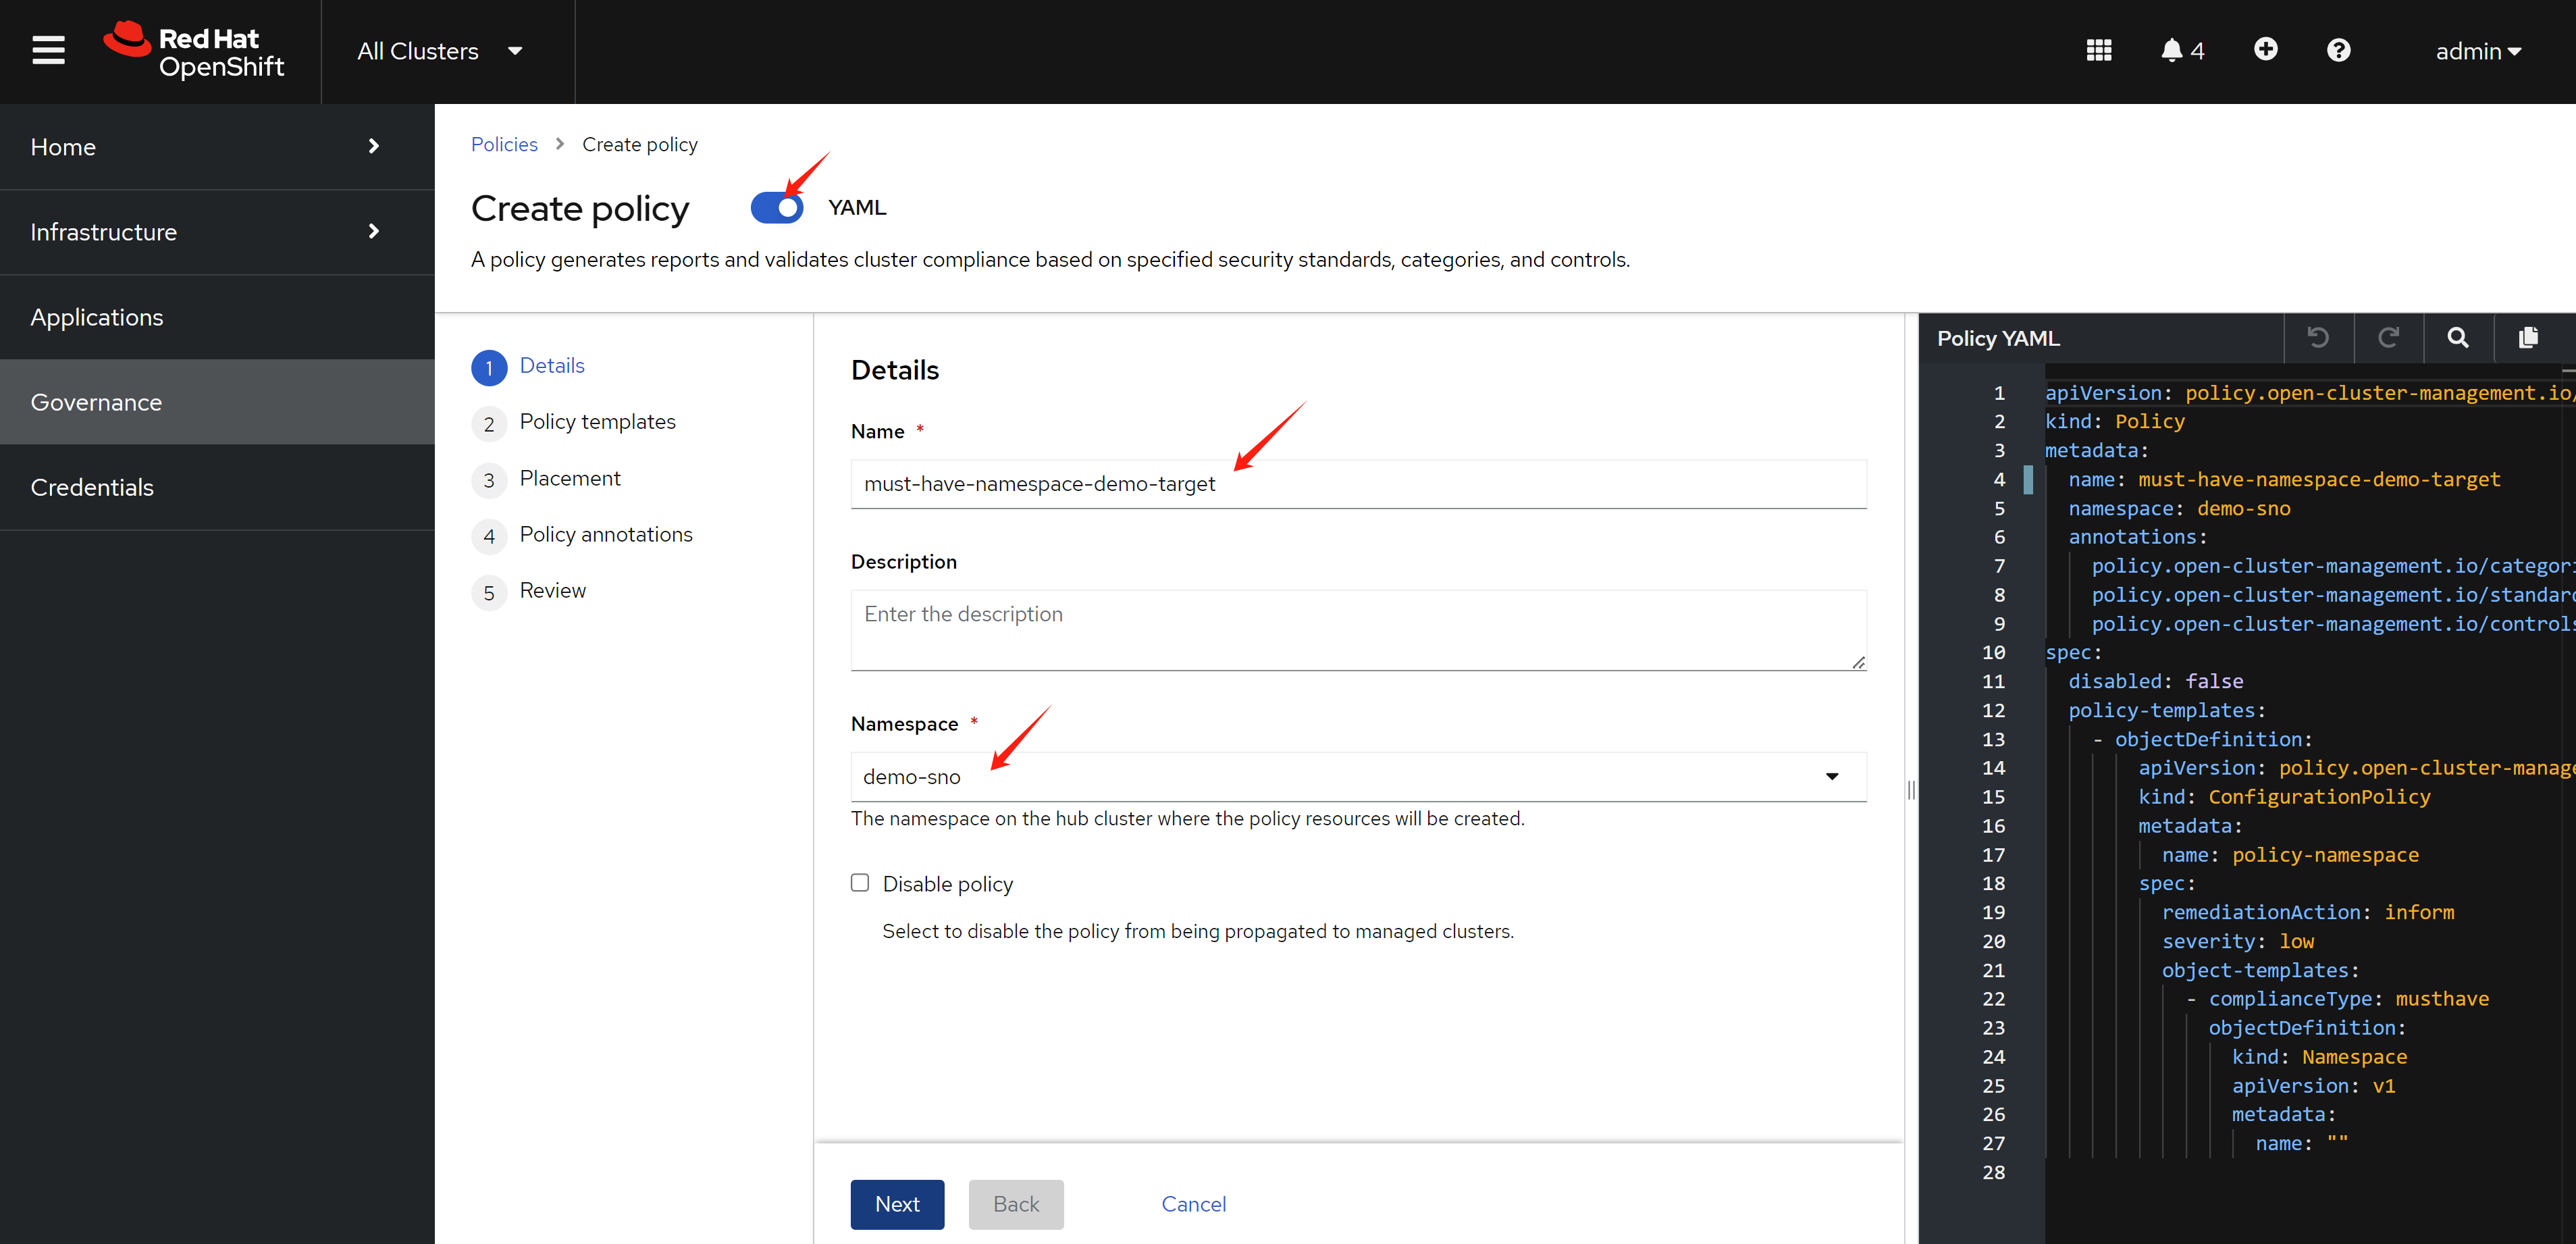 Red Hat
OpenShift
All Clusters
4
admin
Home
Infrastructure
Applications
Governance
Credentials
Policies > Create policy
Create policy
YAML
A policy generates reports and validates cluster compliance based on specified security standards, categories, and controls.
1 Details
2 Policy templates
3 Placement
4 Policy annotations
5 Review
Details
Name *
must-have-namespace-demo-target
Description
Enter the description
Namespace *
demo-sno
The namespace on the hub cluster where the policy resources will be created.
Disable policy
Select to disable the policy from being propagated to managed clusters.
Next
Back
Cancel
Policy YAML
1 apiVersion: policy.open-cluster-management.io/
2 kind: Policy
3 metadata:
4 name: must-have-namespace-demo-target
5 namespace: demo-sno
6 annotations:
7 policy.open-cluster-management.io/categori
8 policy.open-cluster-management.io/standard
9 policy.open-cluster-management.io/controls
10 spec:
11 disabled: false
12 policy-templates:
13 - objectDefinition:
14 apiVersion: policy.open-cluster-manage
15 kind: ConfigurationPolicy
16 metadata:
17 name: policy-namespace
18 spec:
19 remediationAction: inform
20 severity: low
21 object-templates:
22 - complianceType: musthave
23 objectDefinition:
24 kind: Namespace
25 apiVersion: v1
26 metadata:
27 name: ""
28